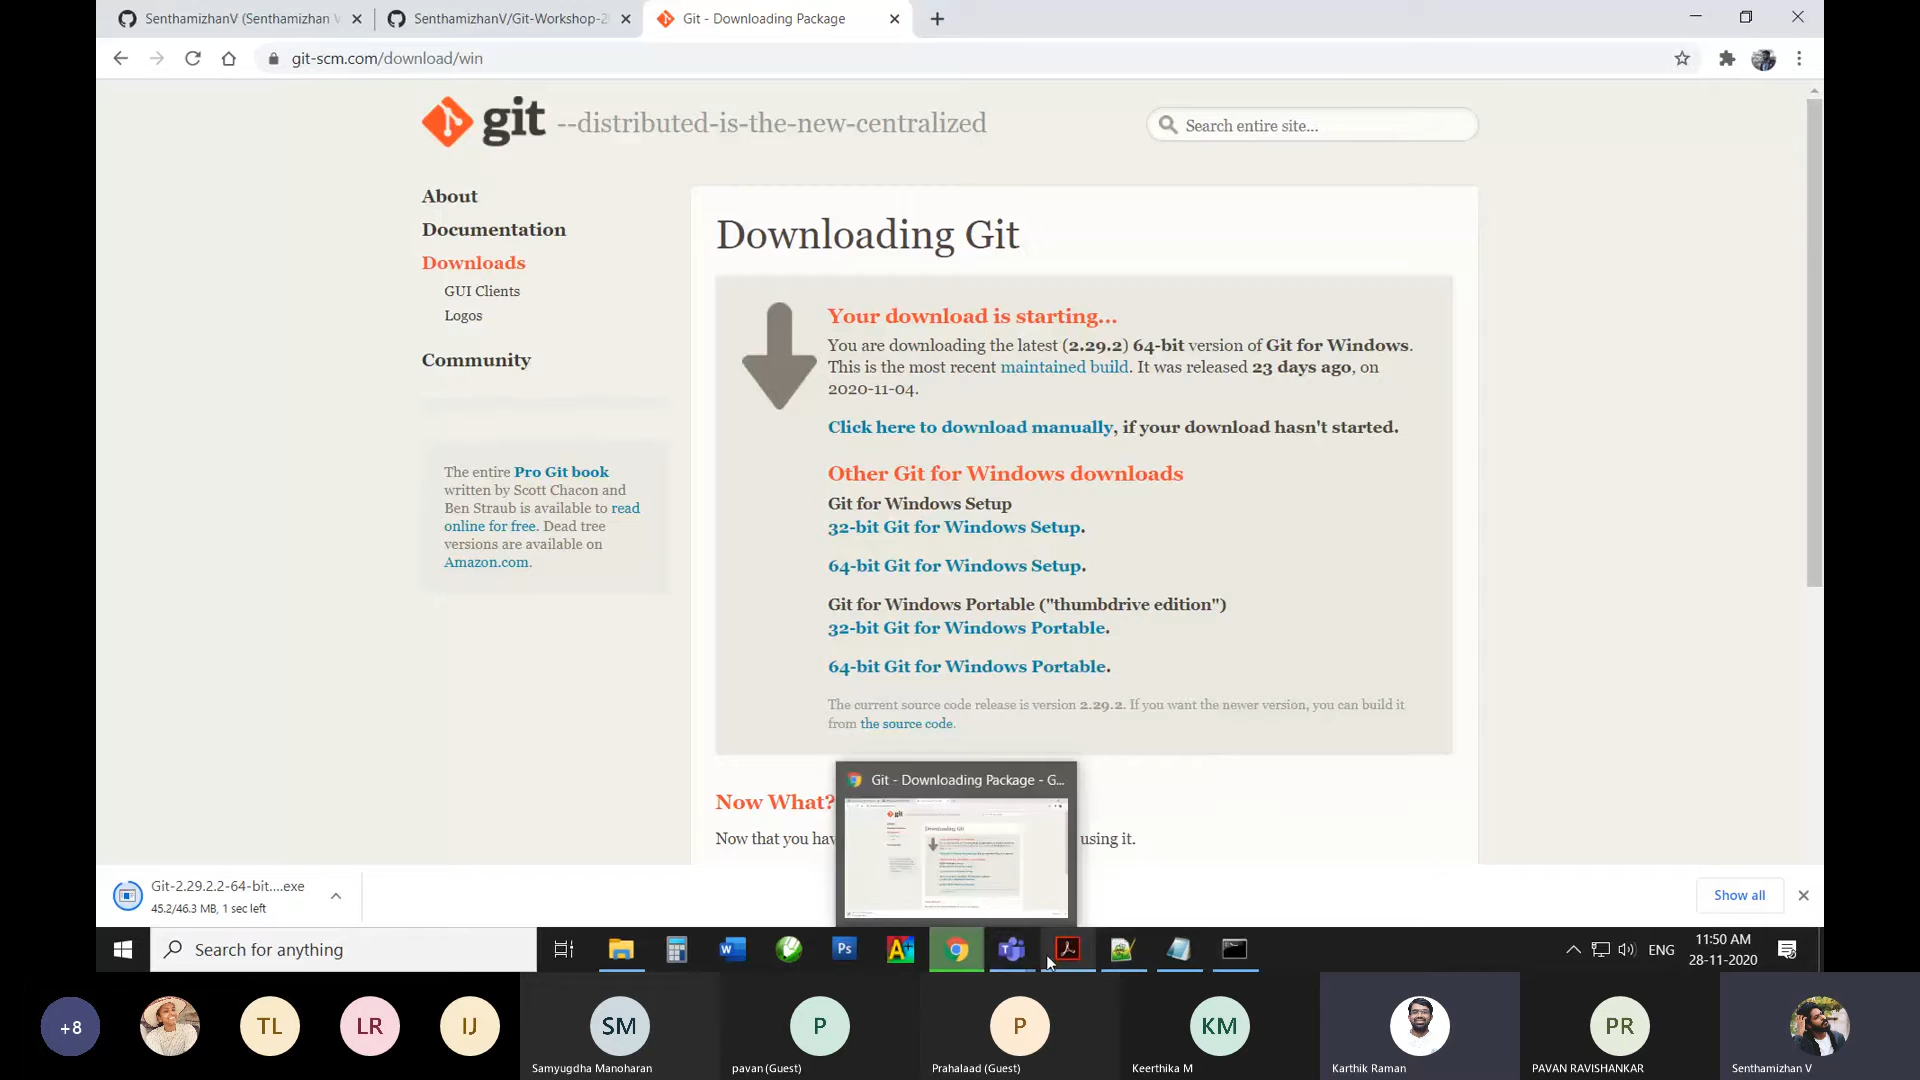 SenthamizhanV (Senthamizhan V
SenthamizhanV/Git-Workshop-2
Git - Downloading Package
git-scm.com/download/win
git --distributed-is-the-new-centralized
Search entire site...
About
Documentation
Downloads
GUI Clients
Logos
Community
The entire Pro Git book
written by Scott Chacon and
Ben Straub is available to read
online for free. Dead tree
versions are available on
Amazon.com.
Downloading Git
Your download is starting...
You are downloading the latest (2.29.2) 64-bit version of Git for Windows.
This is the most recent maintained build. It was released 23 days ago, on
2020-11-04.
Click here to download manually, if your download hasn't started.
Other Git for Windows downloads
Git for Windows Setup
32-bit Git for Windows Setup.
64-bit Git for Windows Setup.
Git for Windows Portable ("thumbdrive edition")
32-bit Git for Windows Portable.
64-bit Git for Windows Portable.
The current source code release is version 2.29.2. If you want the newer version, you can build it
from the source code.
Now What?
Now that you hav
using it.
Git - Downloading Package - G...
Git-2.29.2.2-64-bit....exe
45.2/46.3 MB, 1 sec left
Show all
Search for anything
ENG
11:50 AM
28-11-2020
+8
TL
LR
IJ
SM
Samyugdha Manoharan
P
pavan (Guest)
P
Prahalaad (Guest)
KM
Keerthika M
Karthik Raman
PR
PAVAN RAVISHANKAR
Senthamizhan V